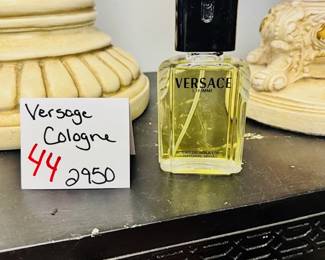 Versage
Cologne
44
2950
VERSACE
L'HOMME